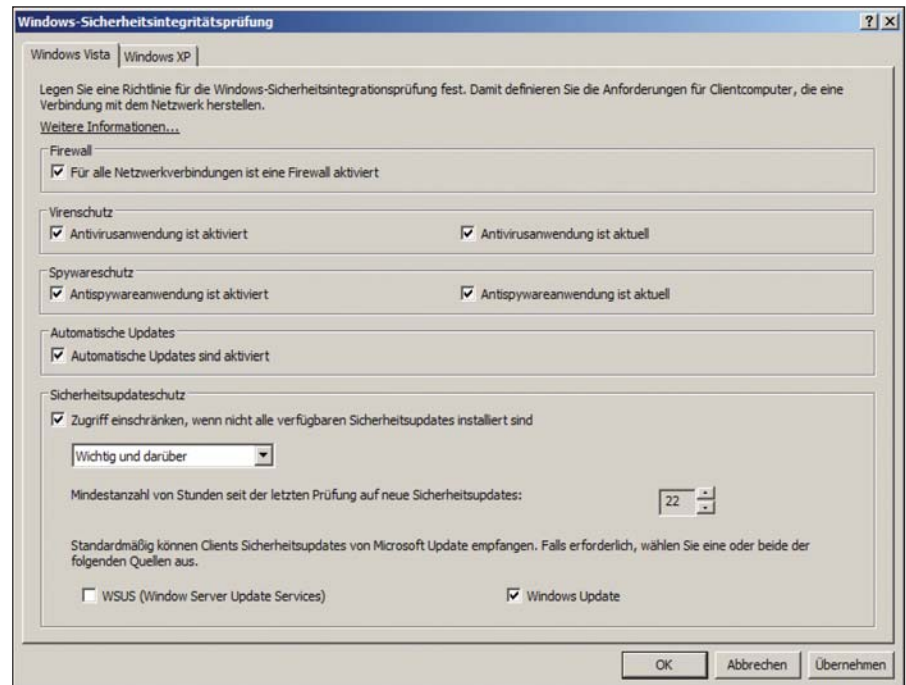 Windows-Sicherheitsintegritätsprüfung
Windows Vista
Windows XP
Legen Sie eine Richtlinie für die Windows-Sicherheitsintegrationsprüfung fest. Damit definieren Sie die Anforderungen für Clientcomputer, die eine
Verbindung mit dem Netzwerk herstellen.
Weitere Informationen...
Firewall
Für alle Netzwerkverbindungen ist eine Firewall aktiviert
Virenschutz
Antivirusanwendung ist aktiviert
Antivirusanwendung ist aktuell
Spywareschutz
Antispywareanwendung ist aktiviert
Antispywareanwendung ist aktuell
Automatische Updates
Automatische Updates sind aktiviert
Sicherheitsupdateschutz
Zugriff einschränken, wenn nicht alle verfügbaren Sicherheitsupdates installiert sind
Wichtig und darüber
Mindestanzahl von Stunden seit der letzten Prüfung auf neue Sicherheitsupdates:
22
Standardmäßig können Clients Sicherheitsupdates von Microsoft Update empfangen. Falls erforderlich, wählen Sie eine oder beide der
folgenden Quellen aus.
WSUS (Window Server Update Services)
Windows Update
OK
Abbrechen
Übernehmen